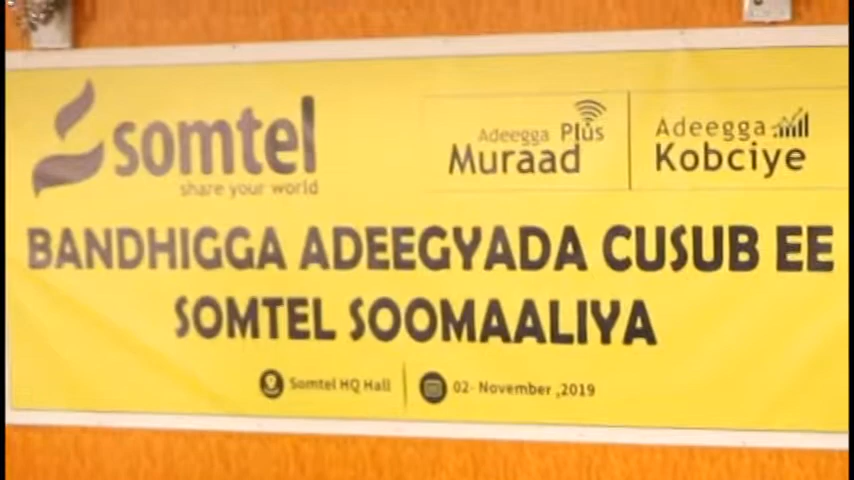 somtel
share your world
Adeegga Plus
Muraad
Adeegga
Kobciye
BANDHIGGA ADEEGYADA CUSUB EE
SOMTEL SOOMAALIYA
Somtel HQ Hall
02- November ,2019